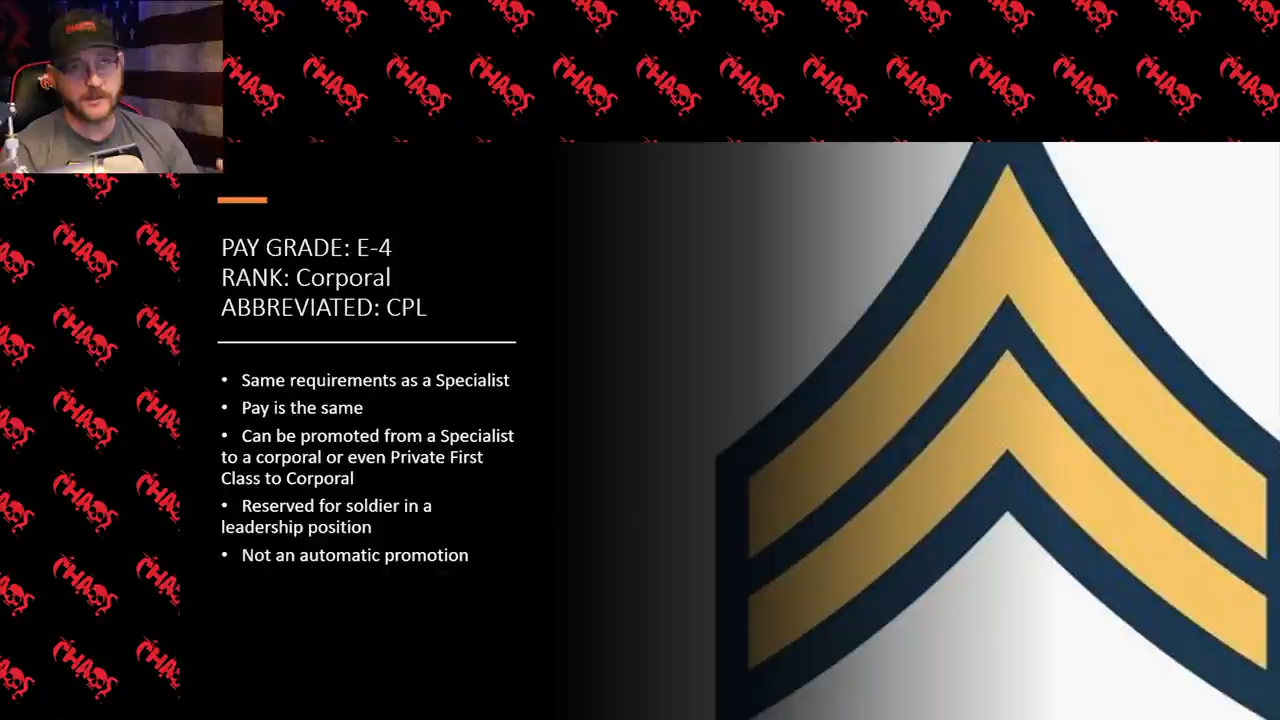 CHAOS
PAY GRADE: E-4
RANK: Corporal
ABBREVIATED: CPL
• Same requirements as a Specialist
• Pay is the same
• Can be promoted from a Specialist
to a corporal or even Private First
Class to Corporal
• Reserved for soldier in a
leadership position
• Not an automatic promotion